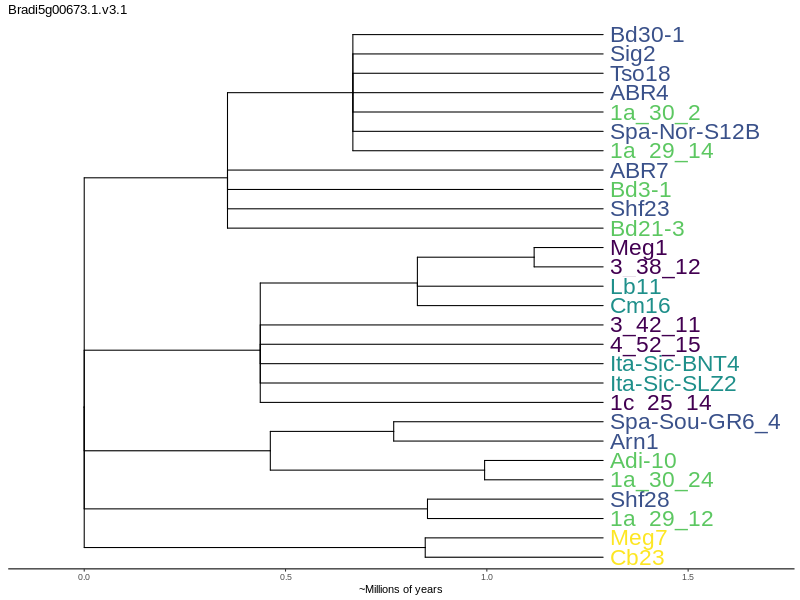 Bradi5g00673.1.v3.1
Bd30-1
Sig2
Tso18
ABR4
1a_30_2
Spa-Nor-S12B
1a_29_14
ABR7
Bd3-1
Shf23
Bd21-3
Meg1
3_38_12
Lb11
Cm16
3_42_11
4_52_15
Ita-Sic-BNT4
Ita-Sic-SLZ2
1c_25_14
Spa-Sou-GR6_4
Arn1
Adi-10
1a_30_24
Shf28
1a_29_12
Meg7
Cb23
0.0 0.5 1.0 1.5
~Millions of years